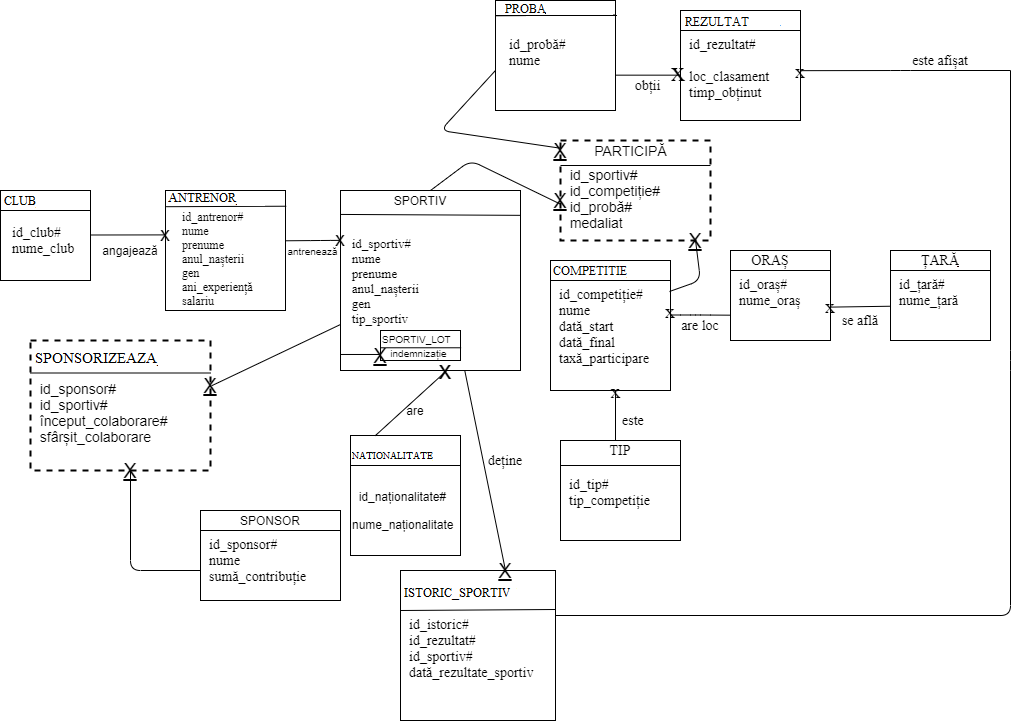 PROBA
id_probă#
nume
REZULTAT
id_rezultat#
loc_clasament
timp_obținut
X
x
este afișat
obții
X
PARTICIPĂ
id_sportiv#
id_competiție#
id_probă#
medaliat
X
X
CLUB
id_club#
nume_club
angajează
X
ANTRENOR
id_antrenor#
nume
prenume
anul_nașterii
gen
ani_experiență
salariu
antrenează
X
SPORTIV
id_sportiv#
nume
prenume
anul_nașterii
gen
tip_sportiv
SPORTIV_LOT
indemnizație
X
X
COMPETITIE
id_competiție#
nume
dată_start
dată_final
taxă_participare
x
are loc
ORAȘ
id_oraș#
nume_oraș
x
se află
ȚARĂ
id_țară#
nume_țară
SPONSORIZEAZA
id_sponsor#
id_sportiv#
început_colaborare#
sfârșit_colaborare
X
X
are
x
este
NATIONALITATE
id_naționalitate#
nume_naționalitate
deține
TIP
id_tip#
tip_competiție
SPONSOR
id_sponsor#
nume
sumă_contribuție
X
ISTORIC_SPORTIV
id_istoric#
id_rezultat#
id_sportiv#
dată_rezultate_sportiv